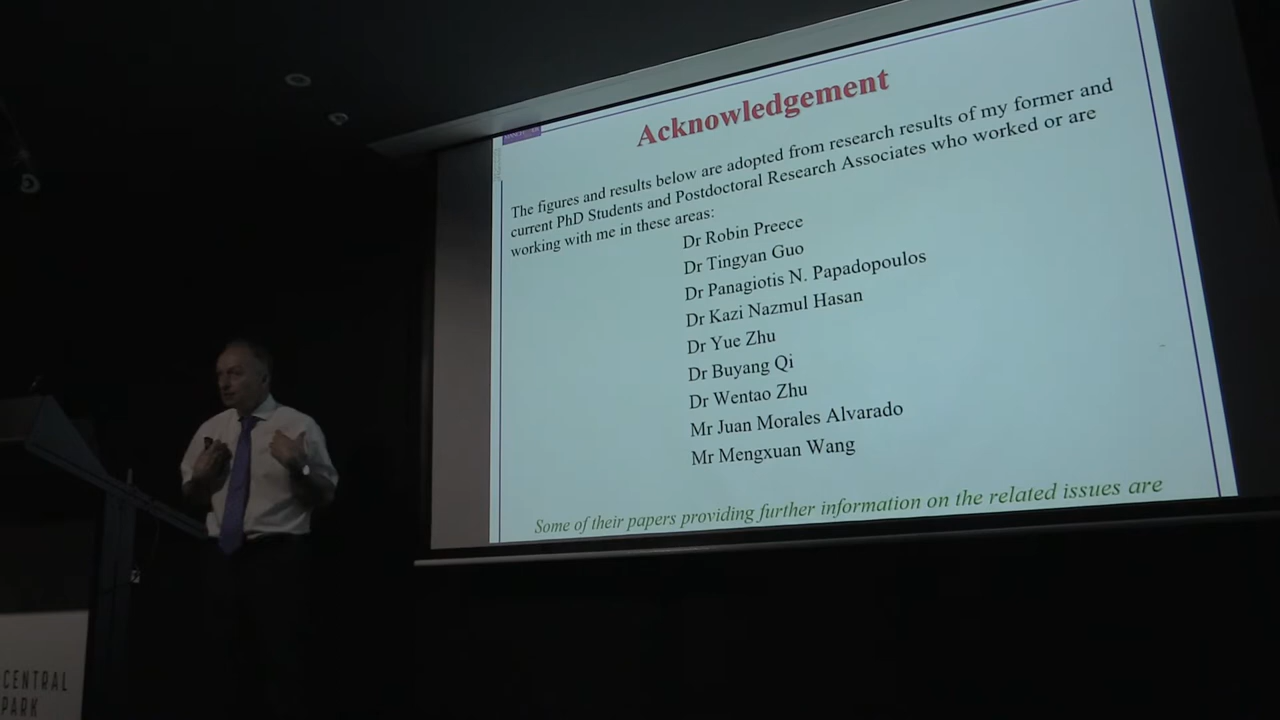 Acknowledgement
The figures and results below are adopted from research results of my former and
current PhD Students and Postdoctoral Research Associates who worked or are
working with me in these areas:
Dr Robin Preece
Dr Tingyan Guo
Dr Panagiotis N. Papadopoulos
Dr Kazi Nazmul Hasan
Dr Yue Zhu
Dr Buyang Qi
Dr Wentao Zhu
Mr Juan Morales Alvarado
Mr Mengxuan Wang
Some of their papers providing further information on the related issues are
CENTRAL
PARK